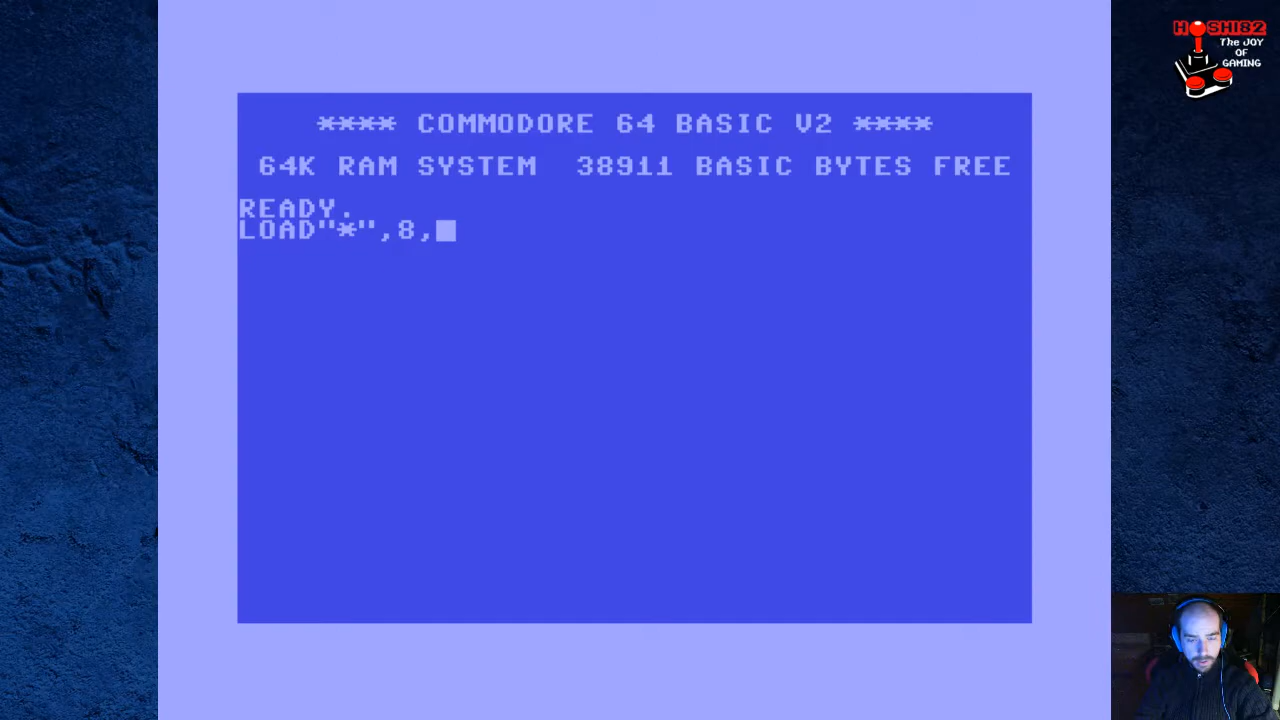 **** COMMODORE 64 BASIC V2 ****
64K RAM SYSTEM  38911 BASIC BYTES FREE
READY.
LOAD"*",8,
HOSHI82
The JOY
OF
GAMING